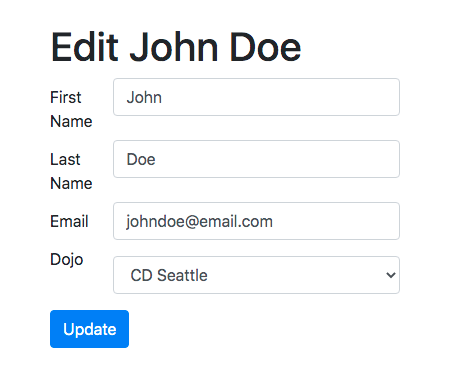 Edit John Doe
First Name John
Last Name Doe
Email johndoe@email.com
Dojo CD Seattle
Update